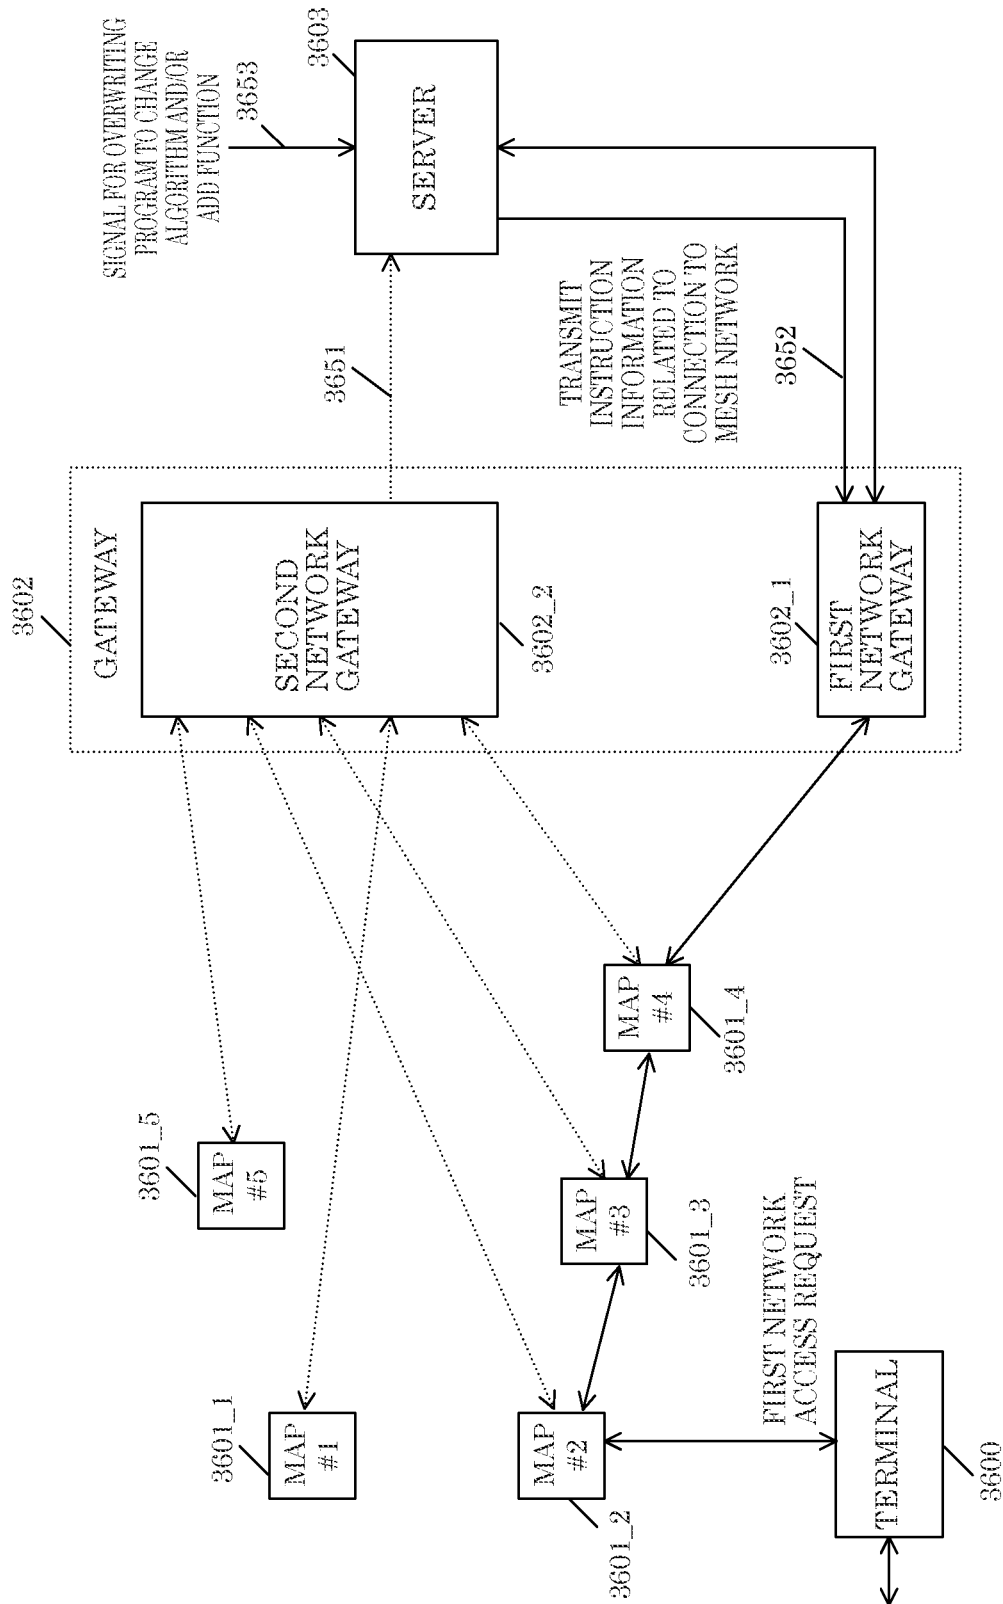 SIGNAL FOR OVERWRITING
PROGRAM TO CHANGE
ALGORITHM AND/OR
ADD FUNCTION
3653
3603
SERVER
3651
TRANSMIT
INSTRUCTION
INFORMATION
RELATED TO
CONNECTION TO
MESH NETWORK
3652
3602
GATEWAY
SECOND
NETWORK
GATEWAY
3602_2
3602_1
FIRST
NETWORK
GATEWAY
3601_5
MAP
#5
3601_1
MAP
#1
MAP
#4
3601_4
MAP
#3
3601_3
MAP
#2
3601_2
FIRST NETWORK
ACCESS REQUEST
TERMINAL
3600